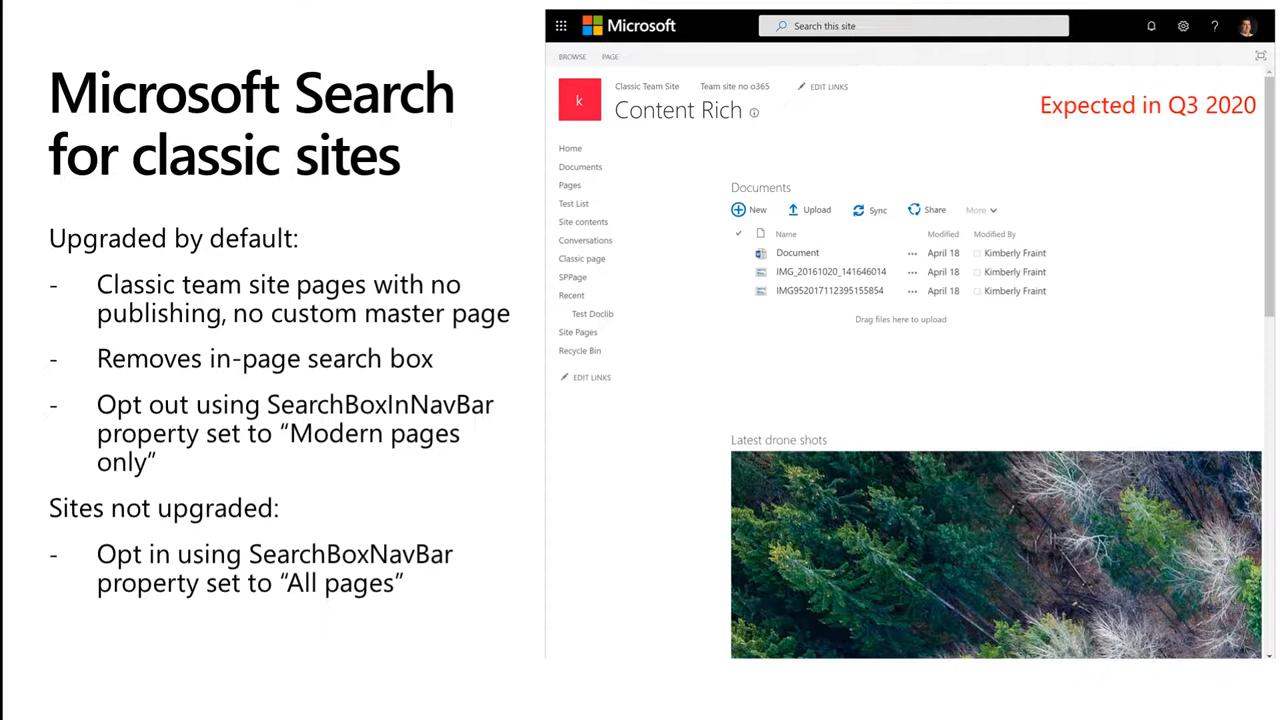 Microsoft Search
for classic sites
Upgraded by default:
- Classic team site pages with no
publishing, no custom master page
- Removes in-page search box
- Opt out using SearchBoxInNavBar
property set to “Modern pages
only”
Sites not upgraded:
- Opt in using SearchBoxNavBar
property set to “All pages”
Microsoft
Search this site
?
BROWSE PAGE
k
Classic Team Site Team site no o365 EDIT LINKS
Content Rich
Expected in Q3 2020
Home
Documents
Pages
Test List
Site contents
Conversations
Classic page
SPPage
Recent
Test Doclib
Site Pages
Recycle Bin
EDIT LINKS
Documents
New Upload Sync Share More
Name Modified Modified By
Document ... April 18 Kimberly Fraint
IMG_20161020_141646014 ... April 18 Kimberly Fraint
IMG952017112395155854 ... April 18 Kimberly Fraint
Drag files here to upload
Latest drone shots